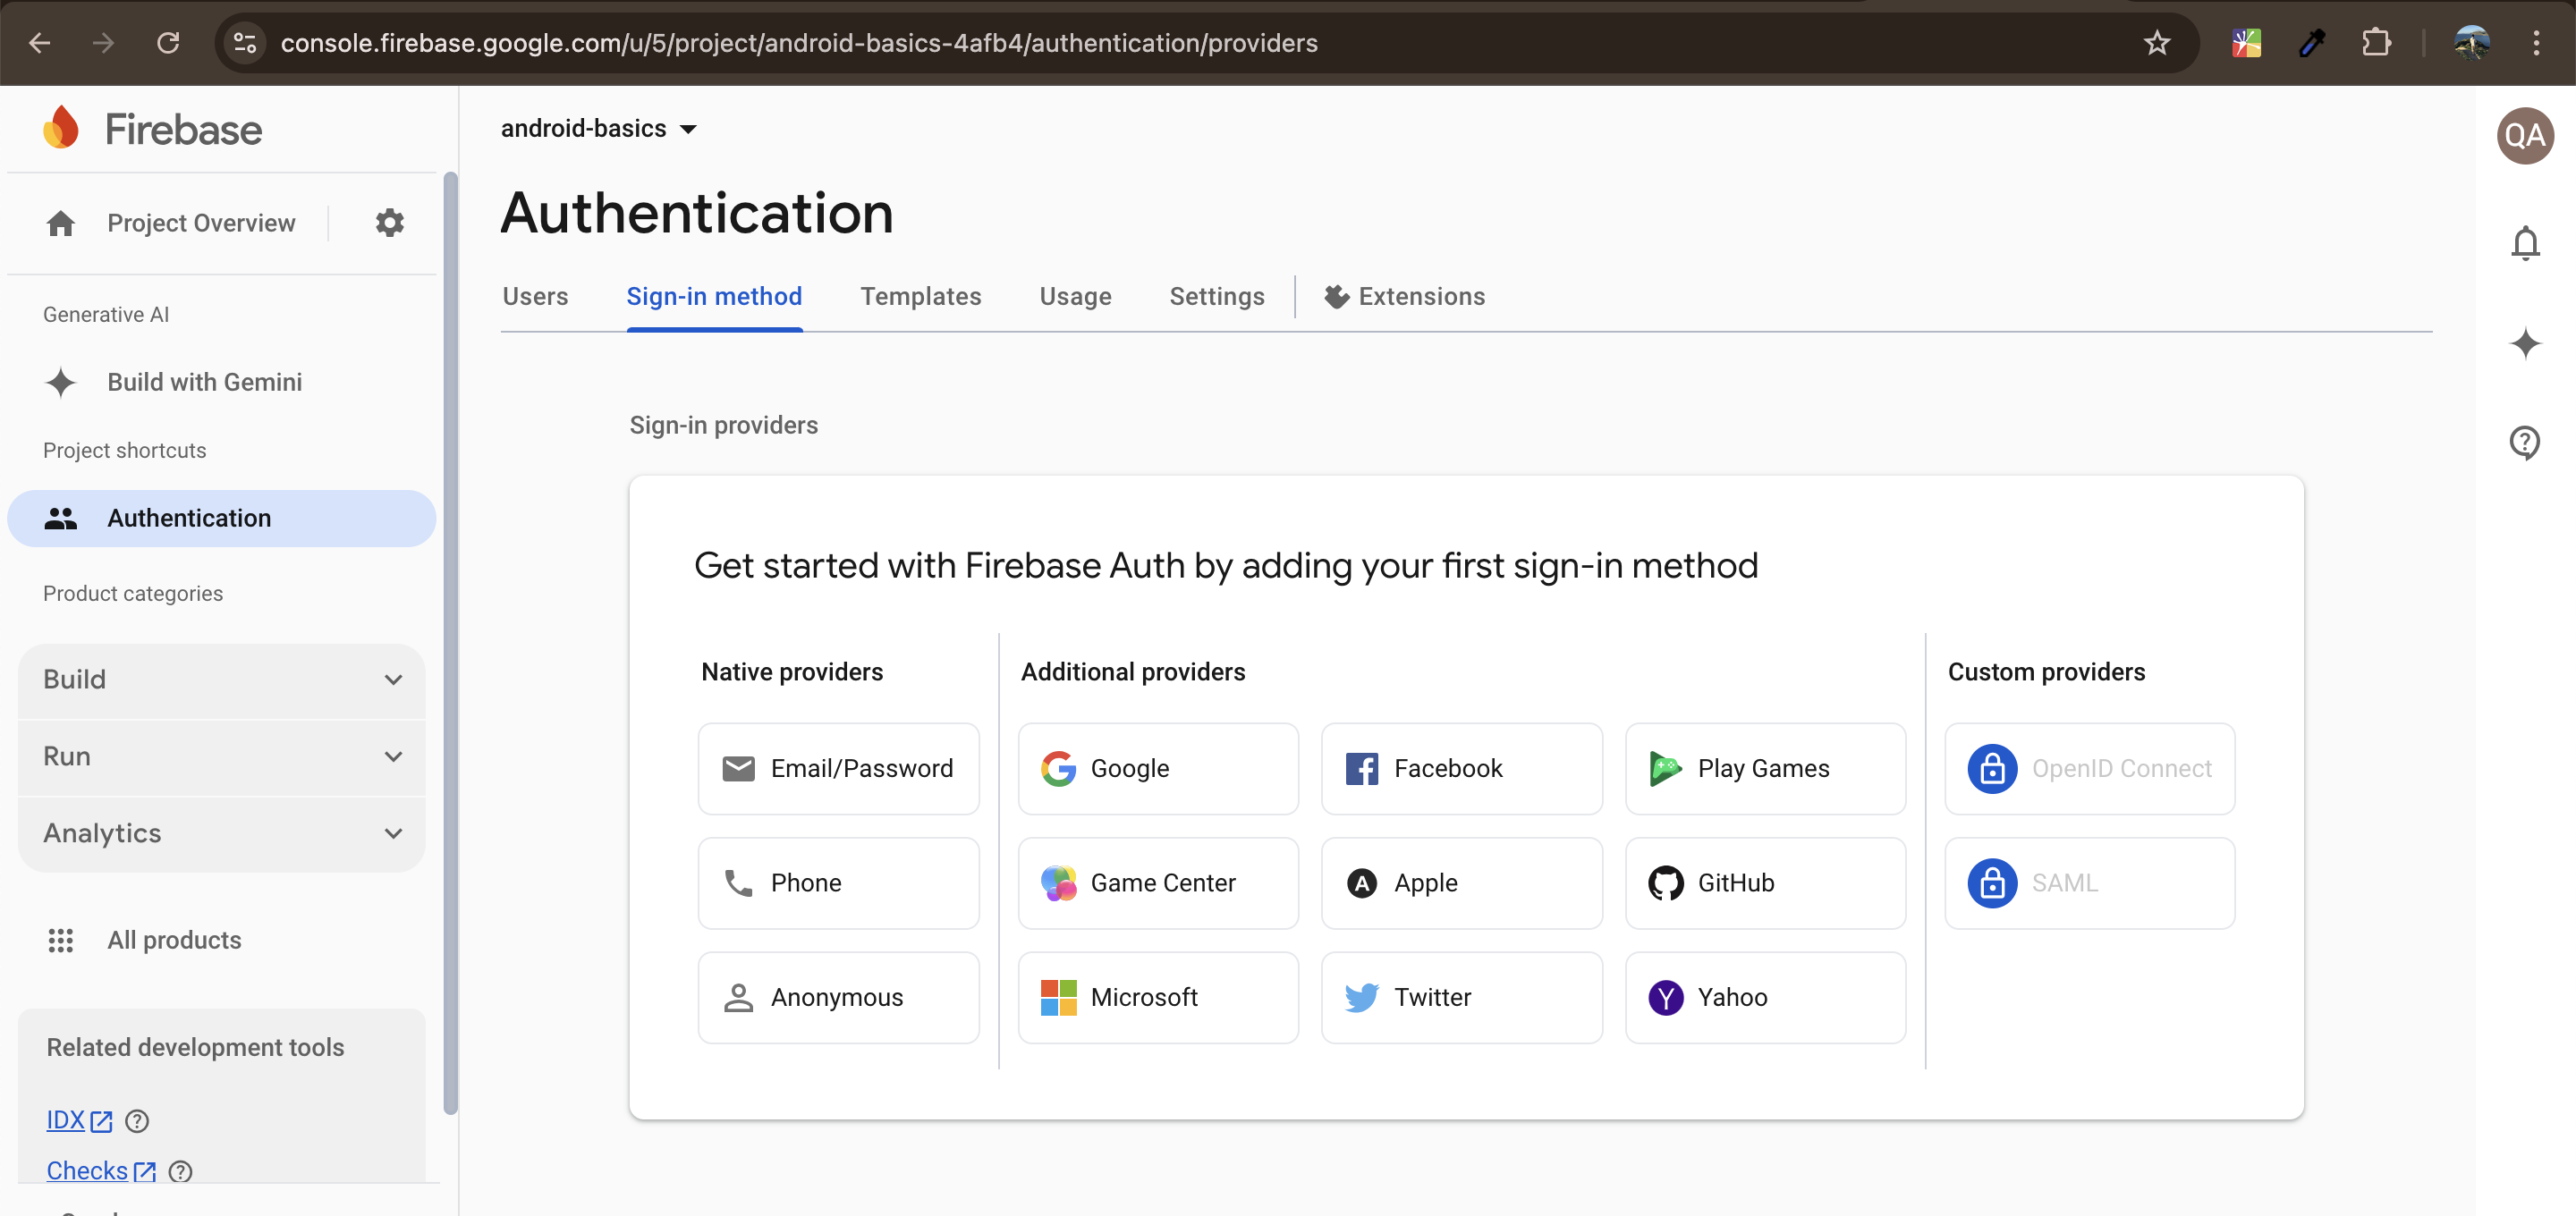 console.firebase.google.com/u/5/project/android-basics-4afb4/authentication/providers
Firebase
Project Overview
Generative AI
Build with Gemini
Project shortcuts
Authentication
Product categories
Build
Run
Analytics
All products
Related development tools
IDX
Checks
android-basics
Authentication
Users
Sign-in method
Templates
Usage
Settings
Extensions
Sign-in providers
Get started with Firebase Auth by adding your first sign-in method
Native providers
Email/Password
Phone
Anonymous
Additional providers
Google
Facebook
Play Games
Game Center
Apple
GitHub
Microsoft
Twitter
Yahoo
Custom providers
OpenID Connect
SAML
QA